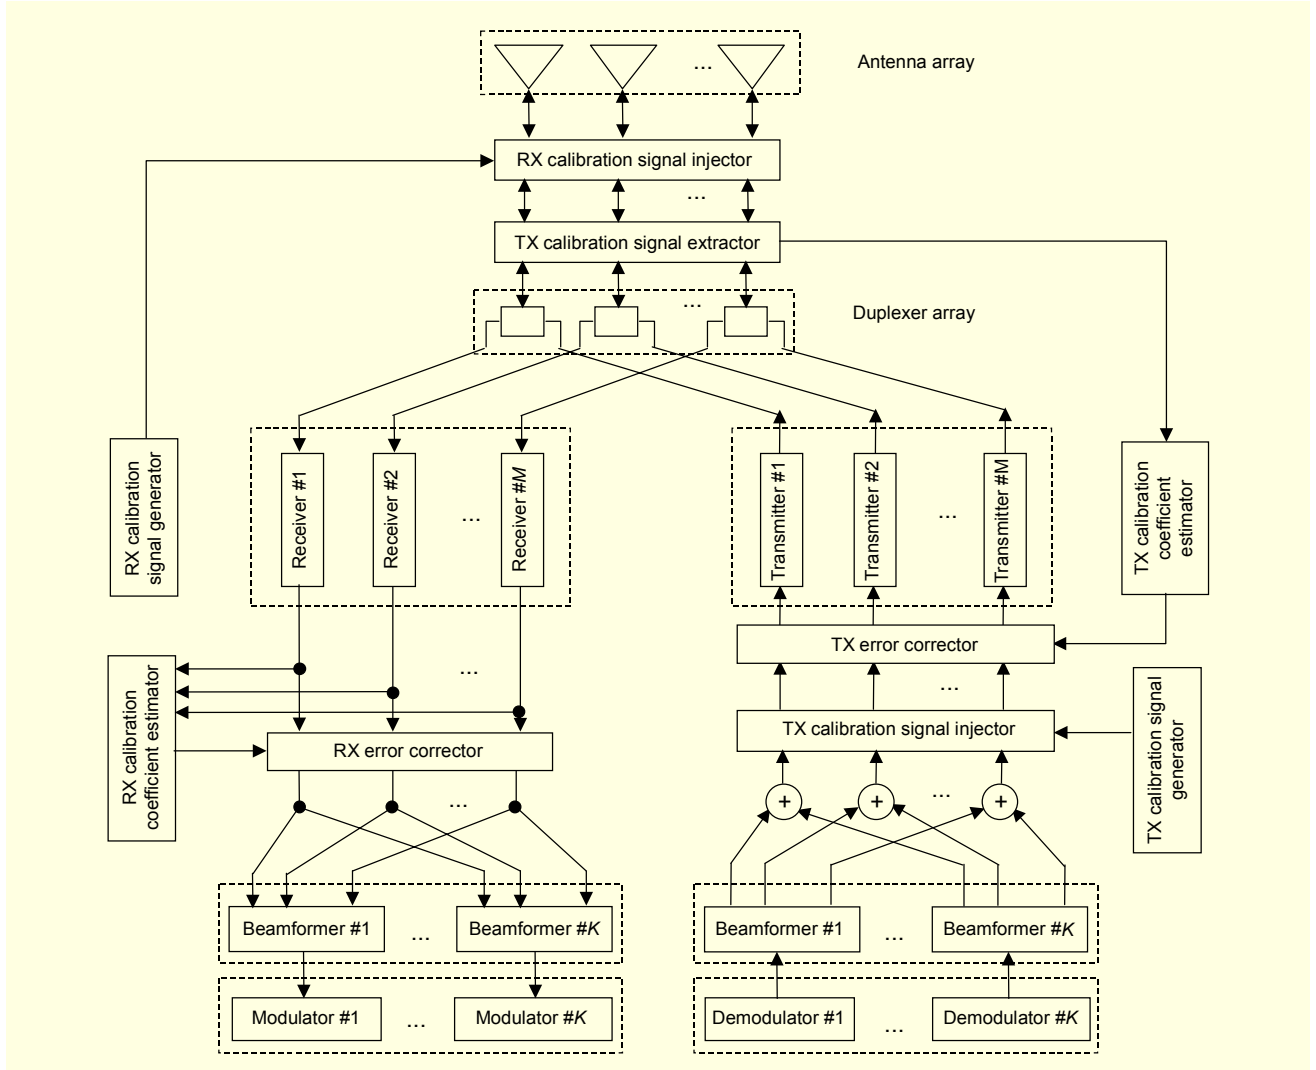 Antenna array
...
RX calibration signal injector
...
TX calibration signal extractor
...
Duplexer array
RX calibration
signal generator
Receiver #1
Receiver #2
...
Receiver #M
Transmitter #1
Transmitter #2
...
Transmitter #M
TX calibration
coefficient
estimator
TX error corrector
RX calibration
coefficient estimator
...
...
TX calibration signal
generator
RX error corrector
TX calibration signal injector
...
+
+
...
+
Beamformer #1
...
Beamformer #K
Beamformer #1
...
Beamformer #K
Modulator #1
...
Modulator #K
Demodulator #1
...
Demodulator #K